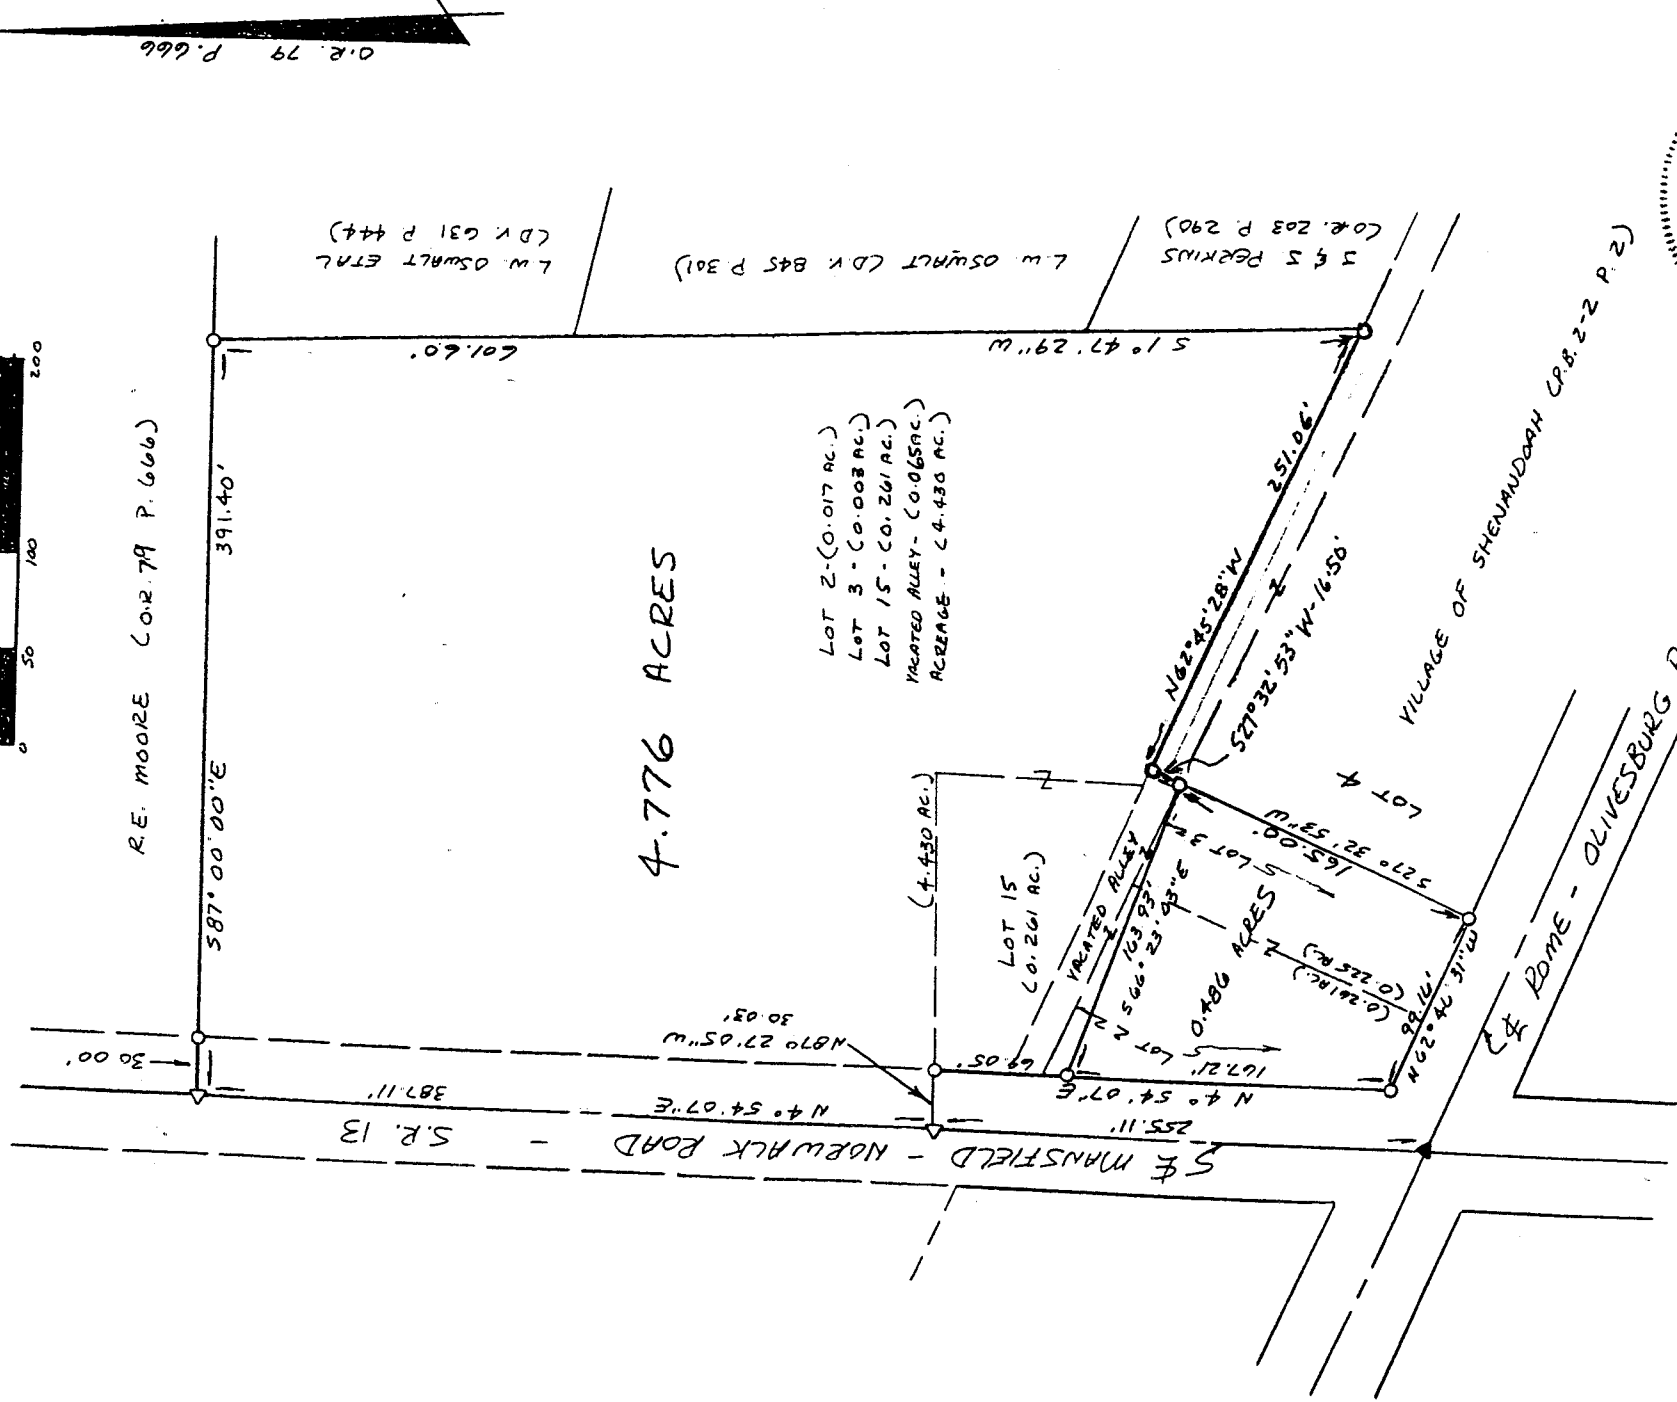 O.R. 79 P. 666
0
50
100
200
R.E. MOORE (O.R. 79 P. 666)
L.W. OSWALT ETAL
(D.V. 631 P 444)
L.W. OSWALT (D.V. 845 P. 301)
J & S PERKINS
(O.R. 203 P. 290)
S 87° 00' 00" E
391.40'
30.00'
601.60'
S 1° 47' 29" W
4.776 ACRES
LOT 2-(0.017 AC.)
LOT 3 - (0.003 AC.)
LOT 15 - (0.261 AC.)
VACATED ALLEY - (0.065 AC.)
ACREAGE - (4.430 AC.)
N 62° 45' 28" W
251.06'
S 27° 32' 53" W - 16.50'
VILLAGE OF SHENANDOAH (P.B. 2-2 P. 2)
(4.430 AC.)
Z
Z
LOT 15
(0.261 AC.)
VACATED ALLEY
163.93'
S 66° 23' 03" E
LOT 2
LOT 3
LOT 4
0.486 ACRES
(0.261 AC.)
(0.225 AC.)
S 27° 32' 53" W
165.00'
99.16'
N 62° 46' 31" W
167.21'
N 4° 54' 07" E
69.05'
N 87° 27' 05" W
30.03'
387.11'
N 4° 54' 07" E
255.11'
℄ MANSFIELD - NORWALK ROAD - S.R. 13
℄ ROME - OLIVESBURG